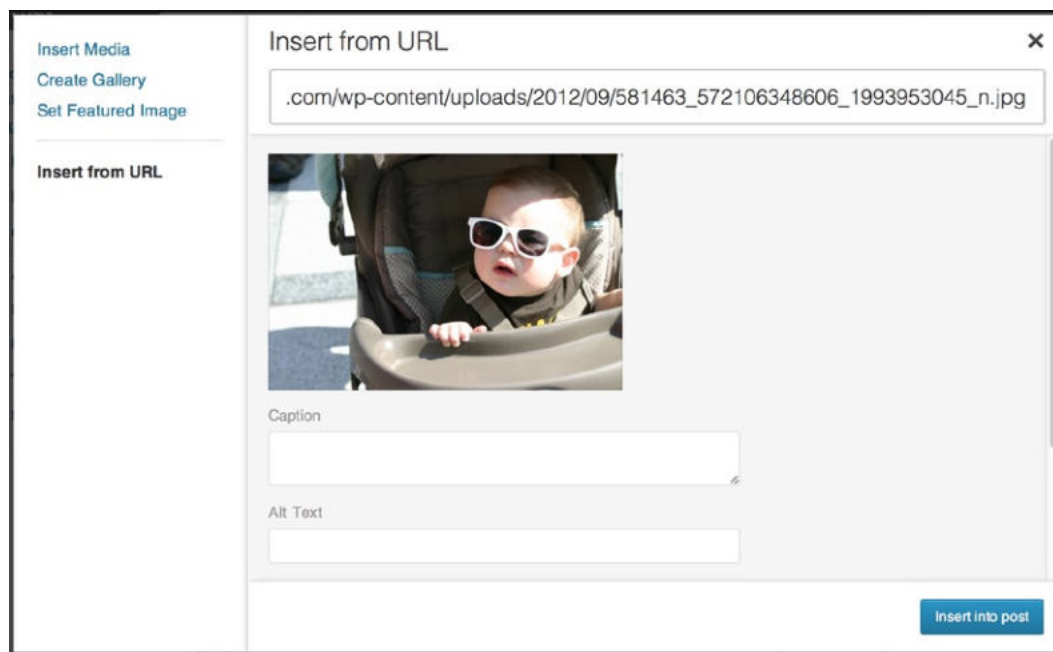 Insert Media
Create Gallery
Set Featured Image
Insert from URL
Insert from URL
×
.com/wp-content/uploads/2012/09/581463_572106348606_1993953045_n.jpg
Caption
Alt Text
Insert into post